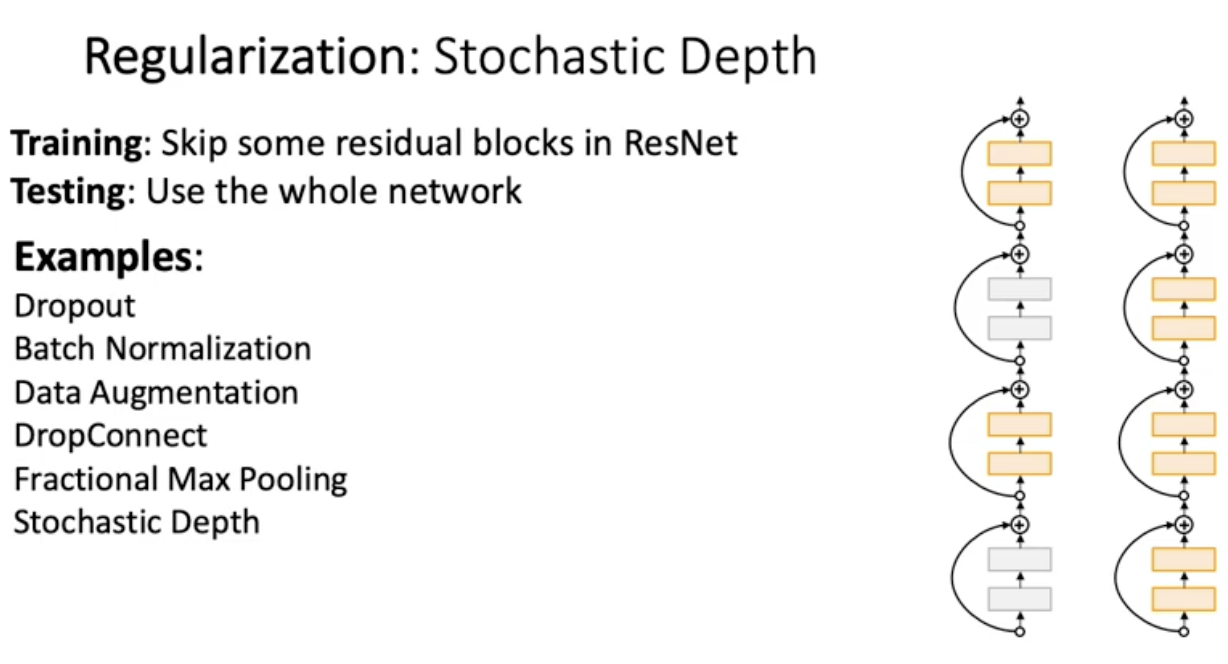 Regularization: Stochastic Depth
Training: Skip some residual blocks in ResNet
Testing: Use the whole network
Examples:
Dropout
Batch Normalization
Data Augmentation
DropConnect
Fractional Max Pooling
Stochastic Depth